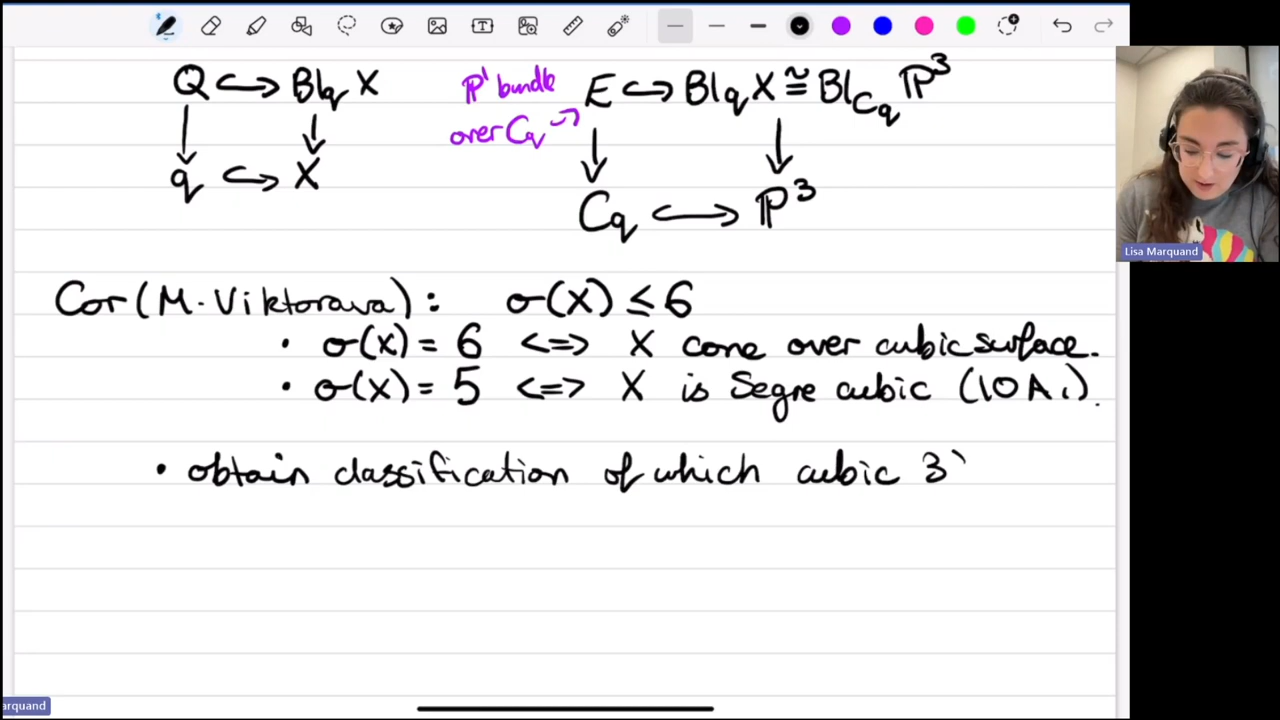 Q ↪ Bl_q X
ℙ¹ bundle over C_q → E ↪ Bl_q X ≅ Bl_{C_q} ℙ³
q ↪ X
C_q ↪ ℙ³
Lisa Marquand
Cor (M. Viktorova): σ(X) ≤ 6
• σ(X) = 6 <=> X cone over cubic surface.
• σ(X) = 5 <=> X is Segre cubic (10A₁).
• obtain classification of which cubic 3
arquand